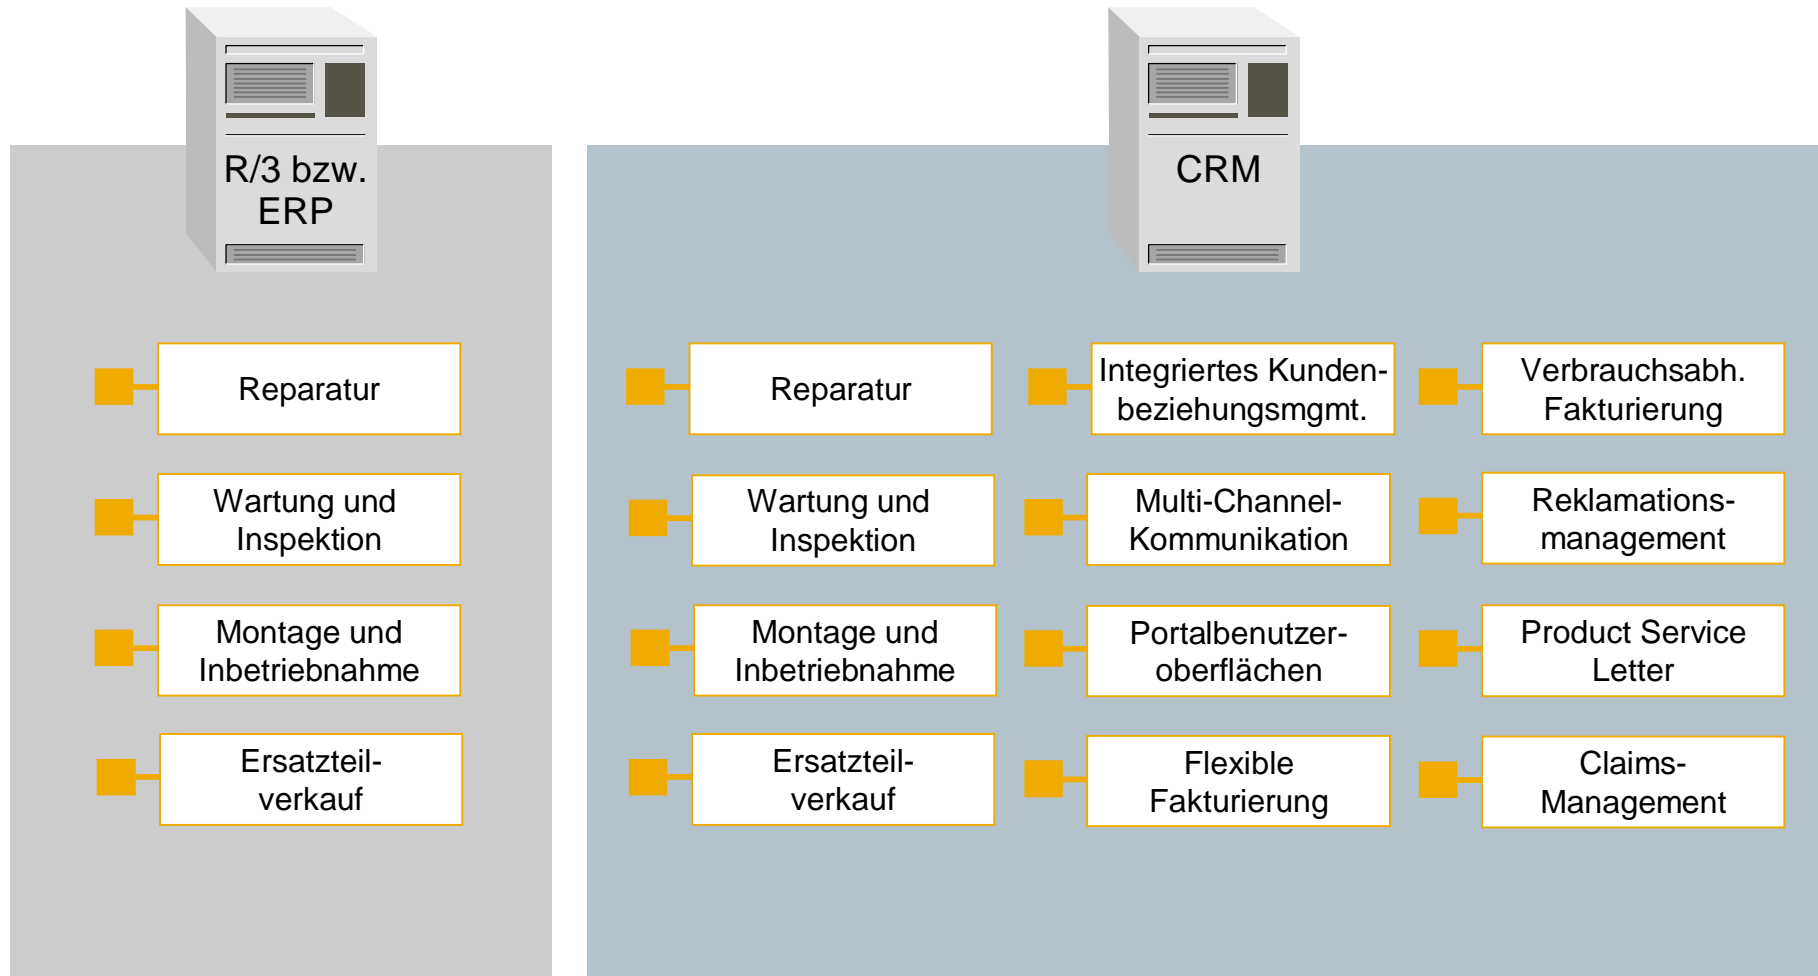 R/3 bzw.
ERP
Reparatur
Wartung und
Inspektion
Montage und
Inbetriebnahme
Ersatzteil-
verkauf
CRM
Reparatur
Wartung und
Inspektion
Montage und
Inbetriebnahme
Ersatzteil-
verkauf
Integriertes Kunden-
beziehungsmgmt.
Multi-Channel-
Kommunikation
Portalbenutzer-
oberflächen
Flexible
Fakturierung
Verbrauchsabh.
Fakturierung
Reklamations-
management
Product Service
Letter
Claims-
Management